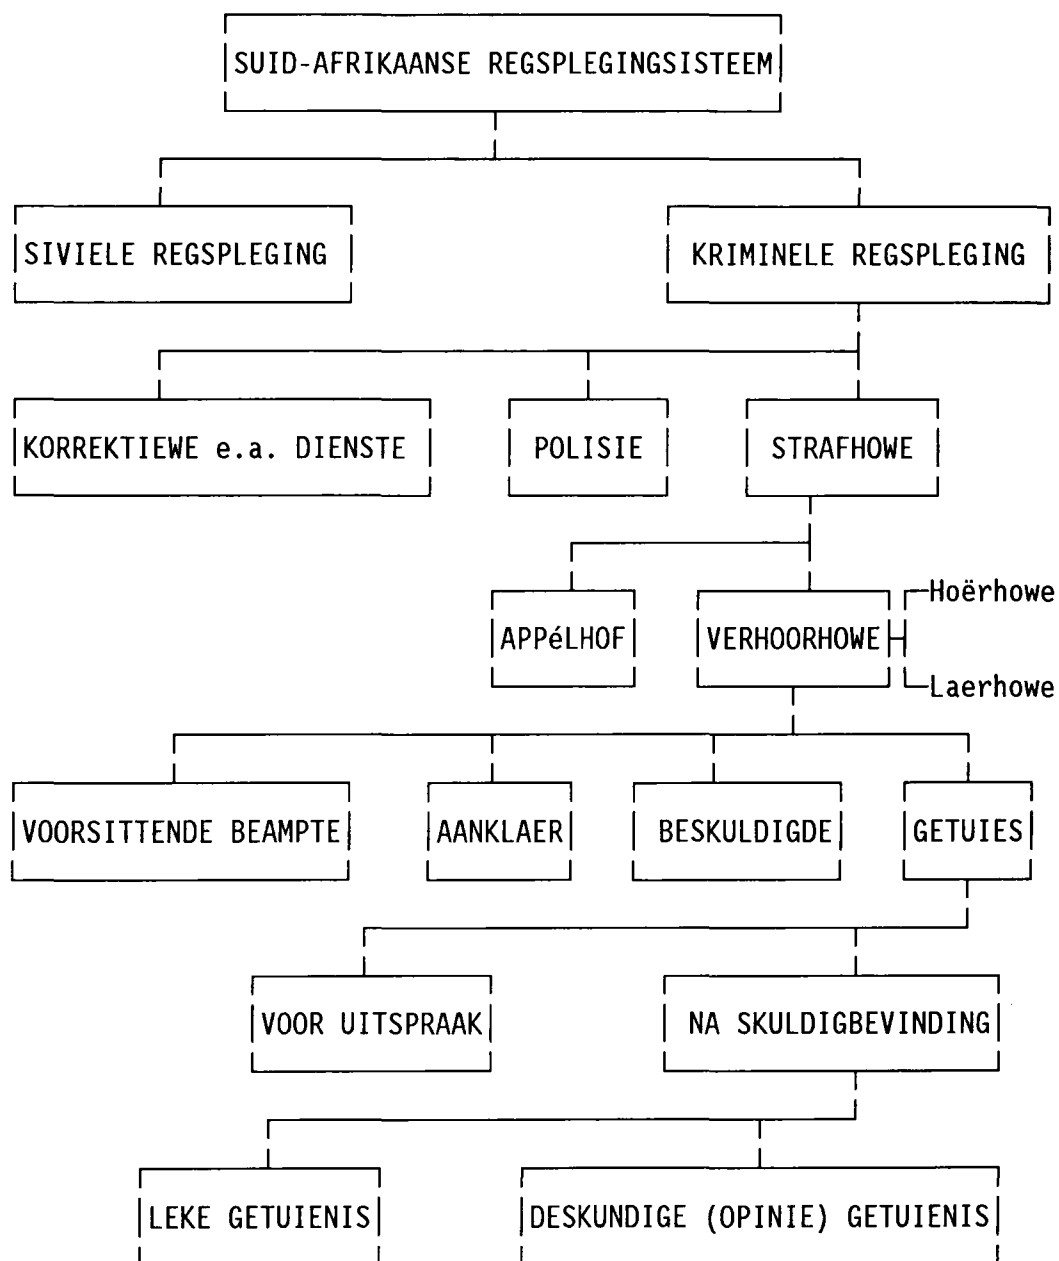 SUID-AFRIKAANSE REGSPLEGINGSISTEEM
SIVIELE REGSPLEGING
KRIMINELE REGSPLEGING
KORREKTIEWE e.a. DIENSTE
POLISIE
STRAFHOWE
APPéLHOF
VERHOORHOWE
Hoërhowe
Laerhowe
VOORSITTENDE BEAMPTE
AANKLAER
BESKULDIGDE
GETUIES
VOOR UITSPRAAK
NA SKULDIGBEVINDING
LEKE GETUIENIS
DESKUNDIGE (OPINIE) GETUIENIS